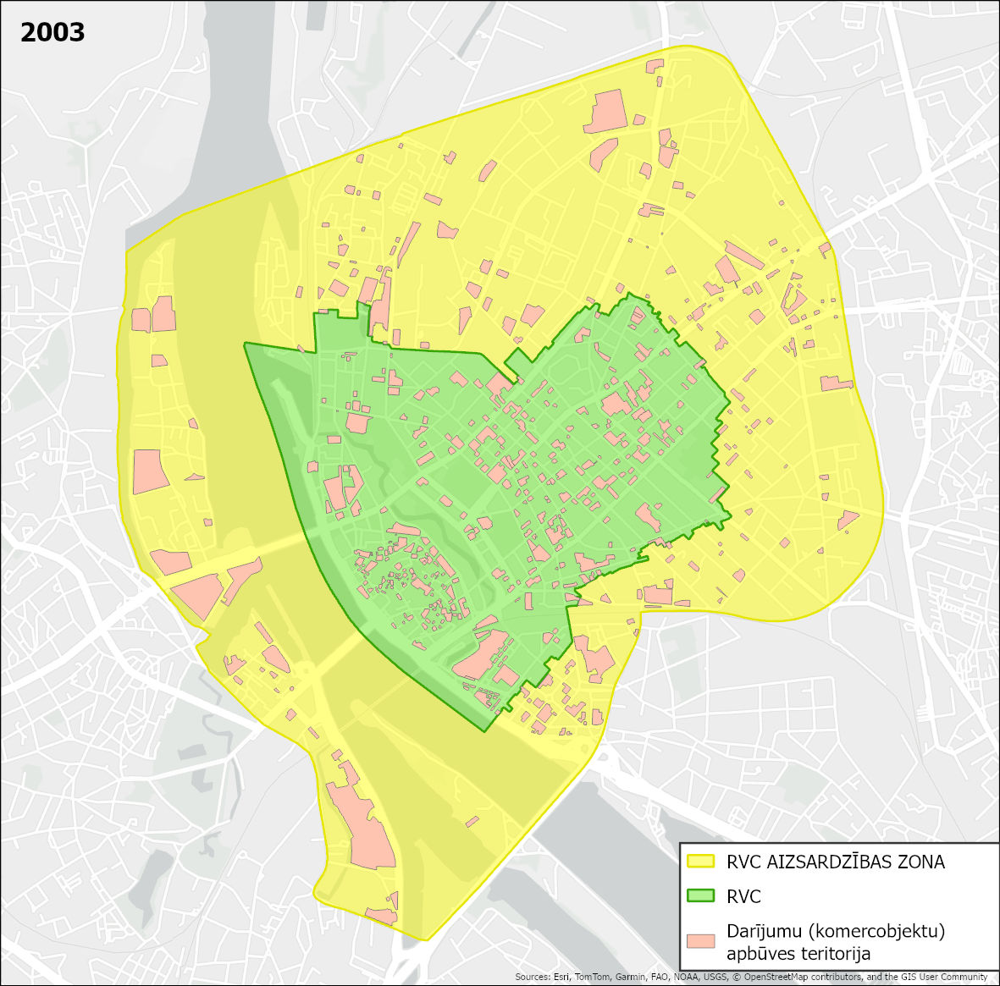 2003
RVC AIZSARDZĪBAS ZONA
RVC
Darījumu (komercobjektu)
apbūves teritorija
Sources: Esri, TomTom, Garmin, FAO, NOAA, USGS, © OpenStreetMap contributors, and the GIS User Community